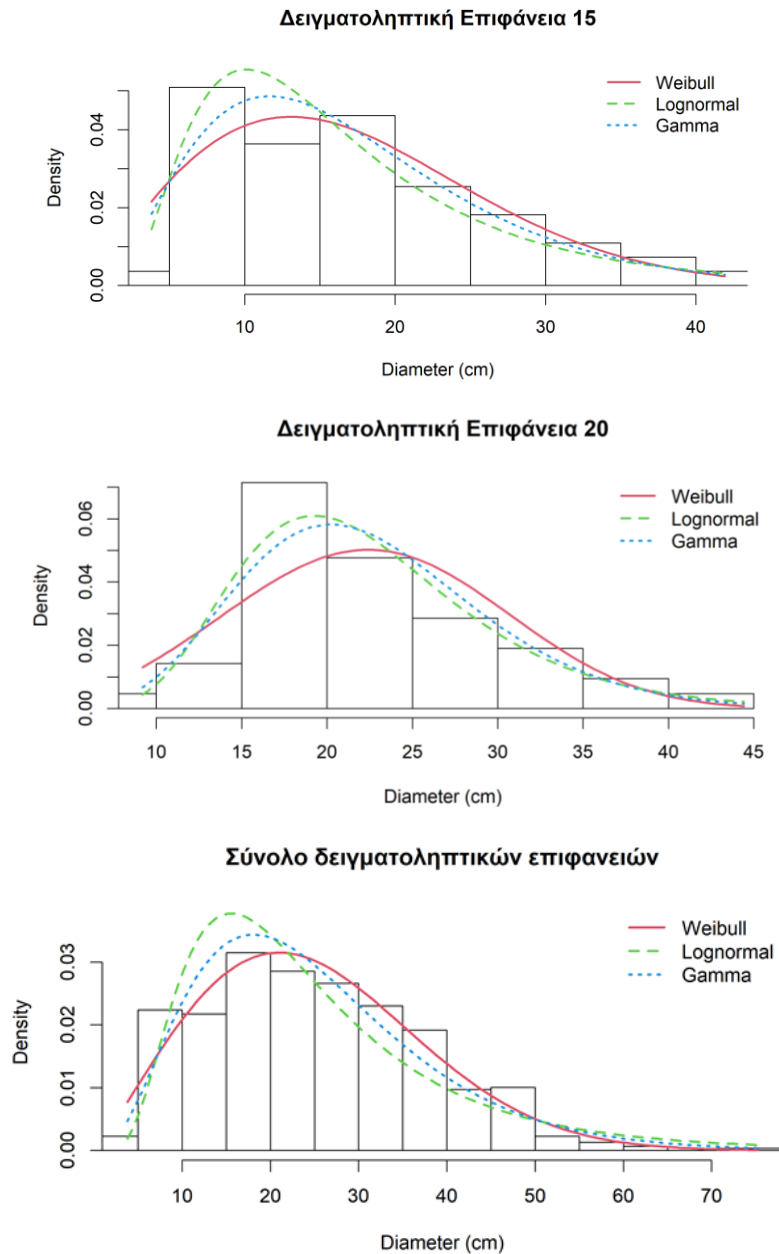 Δειγματοληπτική Επιφάνεια 15
Weibull
Lognormal
Gamma
Density
0.00 0.02 0.04
10 20 30 40
Diameter (cm)
Δειγματοληπτική Επιφάνεια 20
Weibull
Lognormal
Gamma
Density
0.00 0.02 0.04 0.06
10 15 20 25 30 35 40 45
Diameter (cm)
Σύνολο δειγματοληπτικών επιφανειών
Weibull
Lognormal
Gamma
Density
0.00 0.01 0.02 0.03
10 20 30 40 50 60 70
Diameter (cm)